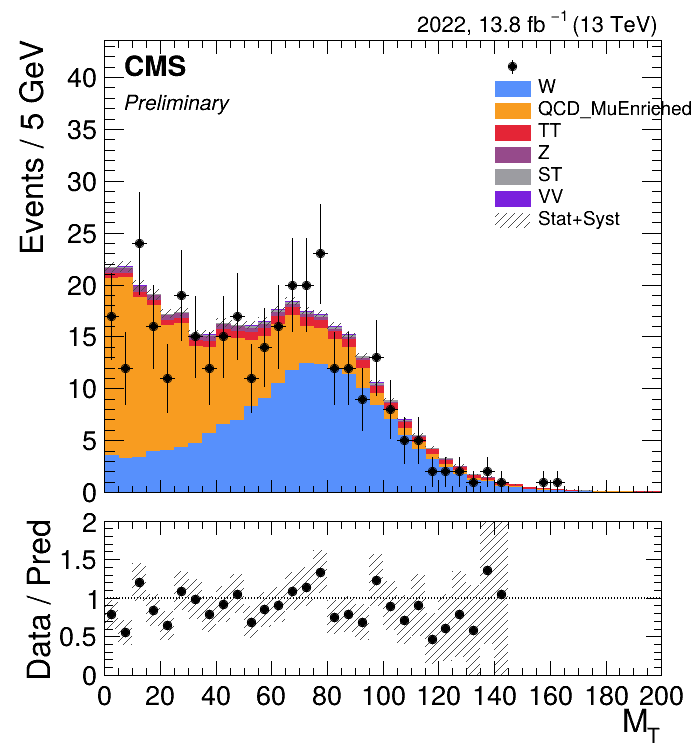 2022, 13.8 fb⁻¹ (13 TeV)
CMS
Preliminary
W
QCD_MuEnriched
TT
Z
ST
VV
Stat+Syst
Events / 5 GeV
40
35
30
25
20
15
10
5
0
Data / Pred
2
1.5
1
0.5
0
0 20 40 60 80 100 120 140 160 180 200
M_T